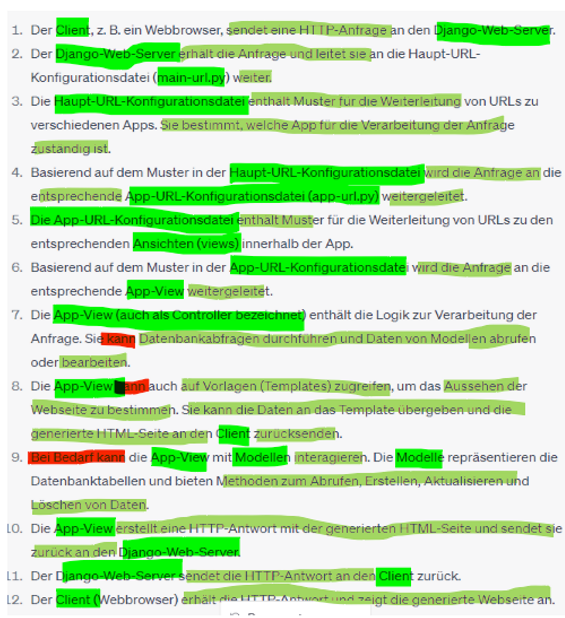 1. Der Client, z. B. ein Webbrowser, sendet eine HTTP-Anfrage an den Django-Web-Server.
2. Der Django-Web-Server erhält die Anfrage und leitet sie an die Haupt-URL-
Konfigurationsdatei (main-url.py) weiter.
3. Die Haupt-URL-Konfigurationsdatei enthält Muster für die Weiterleitung von URLs zu
verschiedenen Apps. Sie bestimmt, welche App für die Verarbeitung der Anfrage
zuständig ist.
4. Basierend auf dem Muster in der Haupt-URL-Konfigurationsdatei wird die Anfrage an die
entsprechende App-URL-Konfigurationsdatei (app-url.py) weitergeleitet.
5. Die App-URL-Konfigurationsdatei enthält Muster für die Weiterleitung von URLs zu den
entsprechenden Ansichten (views) innerhalb der App.
6. Basierend auf dem Muster in der App-URL-Konfigurationsdatei wird die Anfrage an die
entsprechende App-View weitergeleitet.
7. Die App-View (auch als Controller bezeichnet) enthält die Logik zur Verarbeitung der
Anfrage. Sie kann Datenbankabfragen durchführen und Daten von Modellen abrufen
oder bearbeiten.
8. Die App-View kann auch auf Vorlagen (Templates) zugreifen, um das Aussehen der
Webseite zu bestimmen. Sie kann die Daten an das Template übergeben und die
generierte HTML-Seite an den Client zurücksenden.
9. Bei Bedarf kann die App-View mit Modellen interagieren. Die Modelle repräsentieren die
Datenbanktabellen und bieten Methoden zum Abrufen, Erstellen, Aktualisieren und
Löschen von Daten.
10. Die App-View erstellt eine HTTP-Antwort mit der generierten HTML-Seite und sendet sie
zurück an den Django-Web-Server.
11. Der Django-Web-Server sendet die HTTP-Antwort an den Client zurück.
12. Der Client (Webbrowser) erhält die HTTP-Antwort und zeigt die generierte Webseite an.